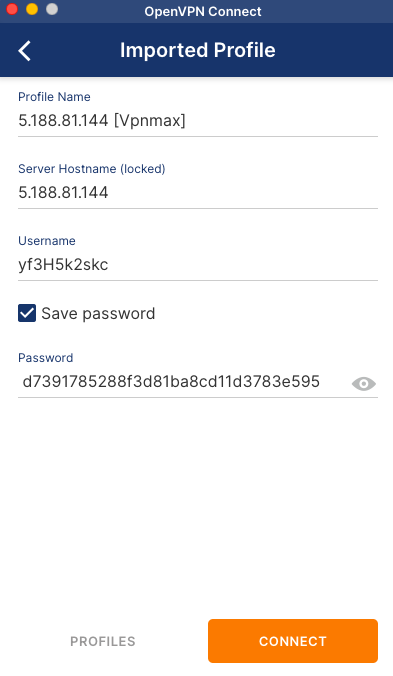 OpenVPN Connect
Imported Profile
Profile Name
5.188.81.144 [Vpnmax]
Server Hostname (locked)
5.188.81.144
Username
yf3H5k2skc
Save password
Password
d7391785288f3d81ba8cd11d3783e595
PROFILES
CONNECT